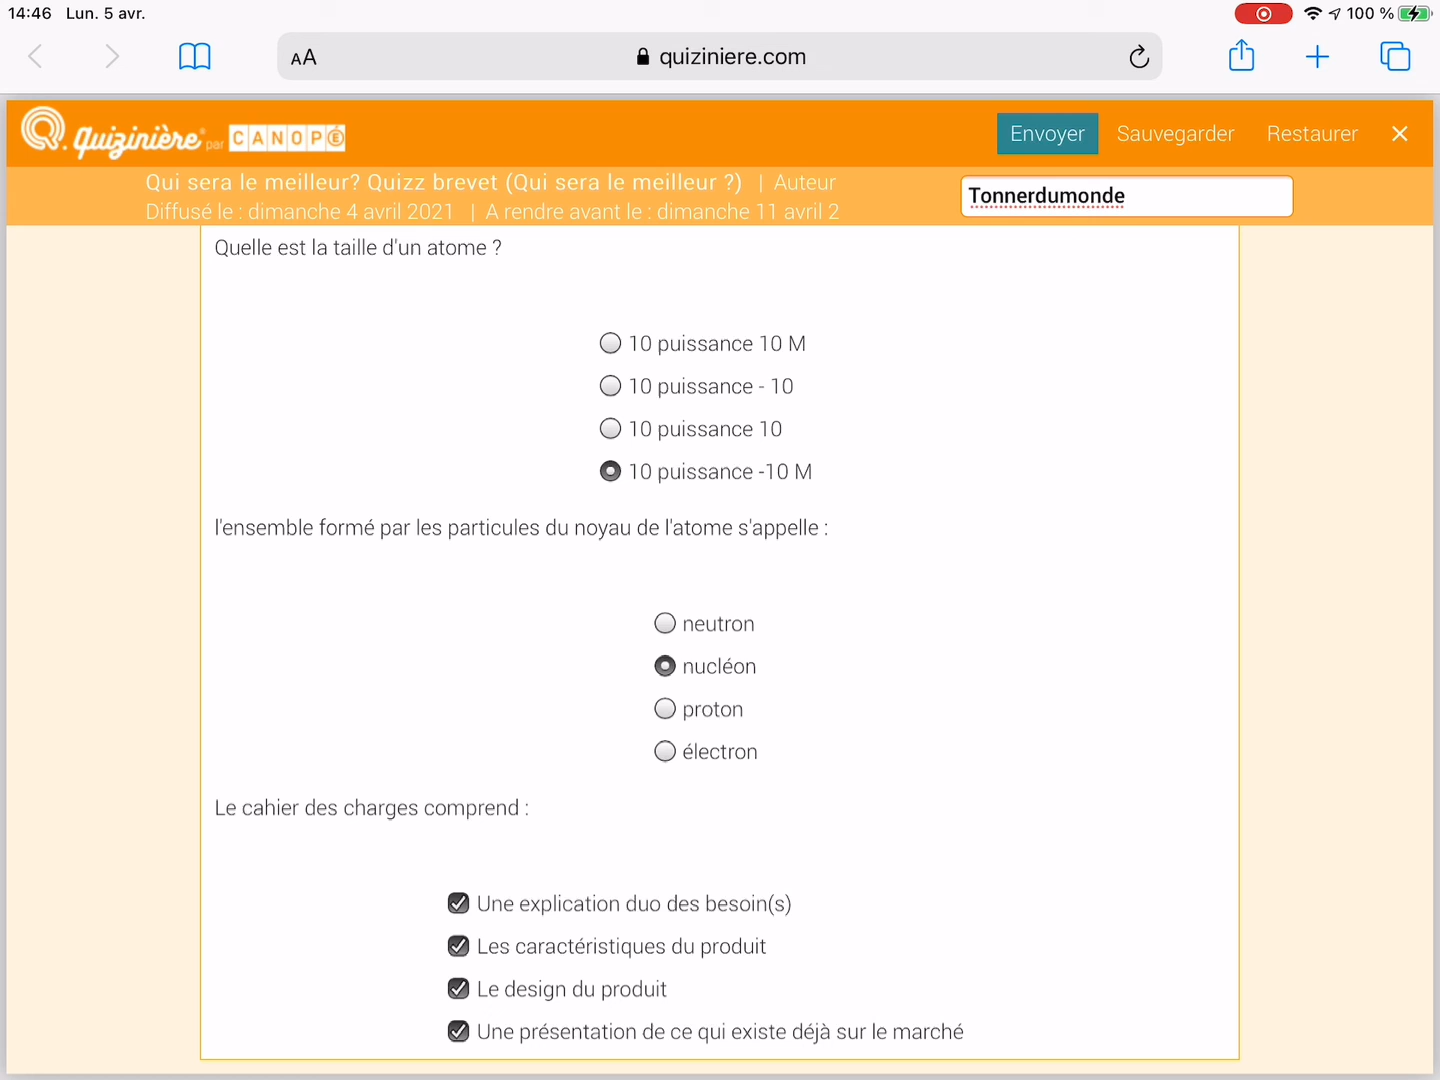 14:46 Lun. 5 avr.
100 %
AA
quiziniere.com
Quizinière par CANOPÉ
Envoyer Sauvegarder Restaurer
Qui sera le meilleur? Quizz brevet (Qui sera le meilleur ?) | Auteur
Diffusé le : dimanche 4 avril 2021 | A rendre avant le : dimanche 11 avril 2
Tonnerdumonde
Quelle est la taille d'un atome ?
10 puissance 10 M
10 puissance - 10
10 puissance 10
10 puissance -10 M
l'ensemble formé par les particules du noyau de l'atome s'appelle :
neutron
nucléon
proton
électron
Le cahier des charges comprend :
Une explication duo des besoin(s)
Les caractéristiques du produit
Le design du produit
Une présentation de ce qui existe déjà sur le marché